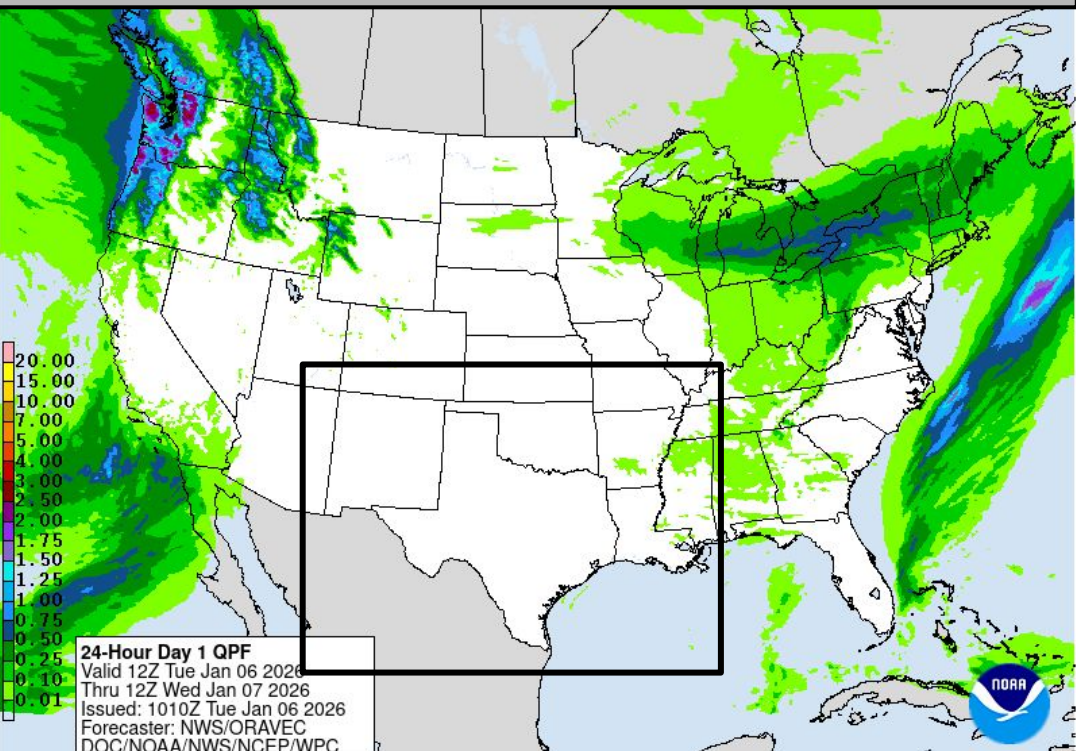 20.00
15.00
10.00
7.00
5.00
4.00
3.00
2.50
2.00
1.75
1.50
1.25
1.00
0.75
0.50
0.25
0.10
0.01
24-Hour Day 1 QPF
Valid 12Z Tue Jan 06 2026
Thru 12Z Wed Jan 07 2026
Issued: 1010Z Tue Jan 06 2026
Forecaster: NWS/ORAVEC
DOC/NOAA/NWS/NCEP/WPC
NOAA